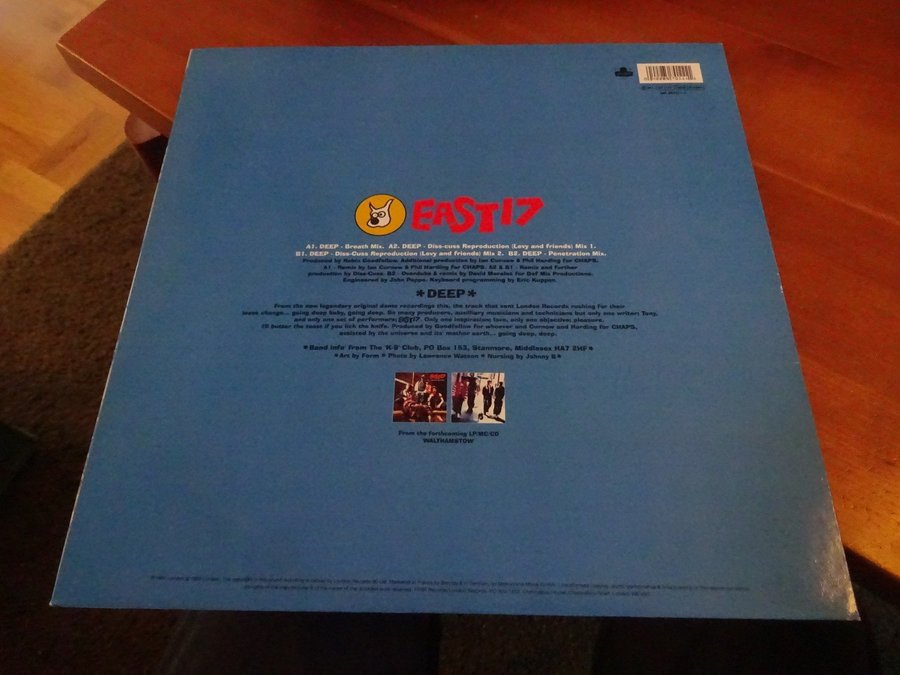 EAST 17
A1. DEEP - Breath Mix. A2. DEEP - Diss-cuss Reproduction (Levy and friends) Mix 1.
B1. DEEP - Diss-Cuss Reproduction (Levy and friends) Mix 2. B2. DEEP - Penetration Mix.
Produced by Robin Goodfellow. Additional production by Ian Curnow & Phil Harding for CHAPS.
A1 - Remix by Ian Curnow & Phil Harding for CHAPS. A2 & B1 - Remix and further
production by Diss-Cuss. B2 - Overdubs & remix by David Morales for Def Mix Productions.
Engineered by John Poppo. Keyboard programming by Eric Kupper.
*DEEP*
From the now legendary original demo recordings this, the track that sent London Records rushing for their
loose change... going deep baby, going deep. So many producers, auxiliary musicians and technicians but only one writer: Tony,
and only one set of performers: EAST 17. Only one inspiration: love, only one objective: pleasure.
I'll butter the toast if you lick the knife. Produced by Goodfellow for whoever and Curnow and Harding for CHAPS,
assisted by the universe and its' mother earth... going deep, deep.
*Band info' from The 'K-9' Club, PO Box 153, Stanmore, Middlesex HA7 2HF*
*Art by Form * Photo by Lawrence Watson * Nursing by Johnny B*
From the forthcoming LP/MC/CD
WALTHAMSTOW